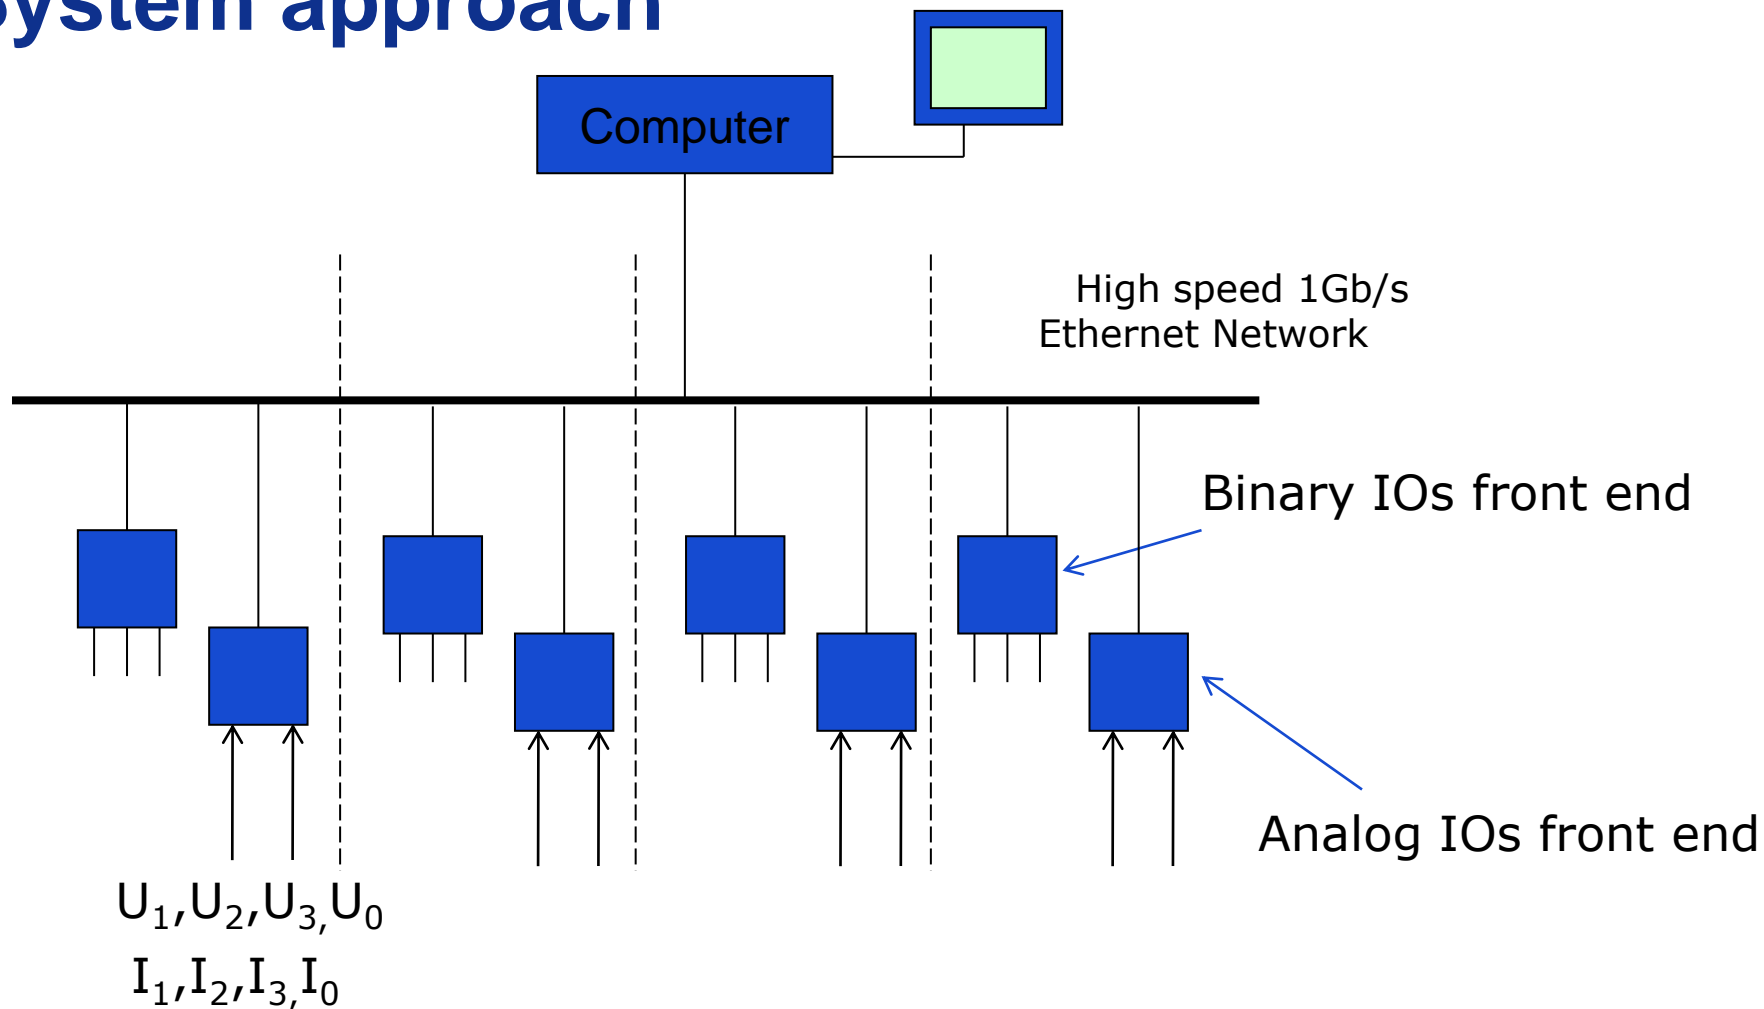 System approach
Computer
High speed 1Gb/s
Ethernet Network
Binary IOs front end
Analog IOs front end
U₁,U₂,U₃,U₀
I₁,I₂,I₃,I₀